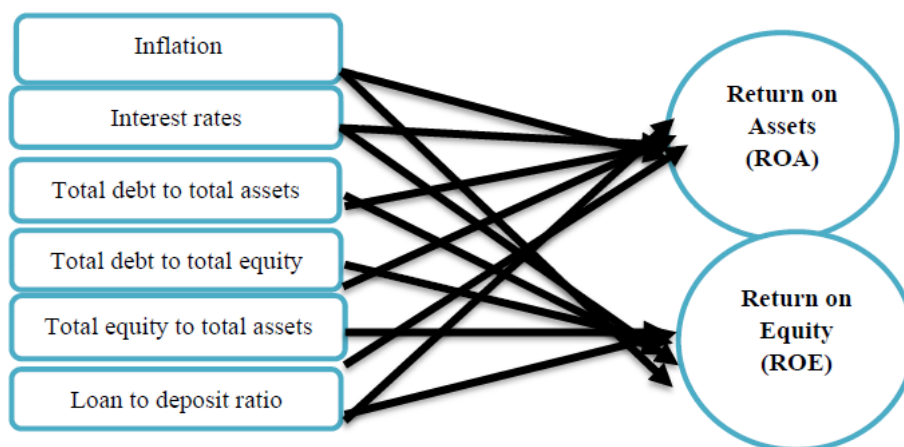 Inflation
Interest rates
Total debt to total assets
Total debt to total equity
Total equity to total assets
Loan to deposit ratio
Return on
Assets
(ROA)
Return on
Equity
(ROE)